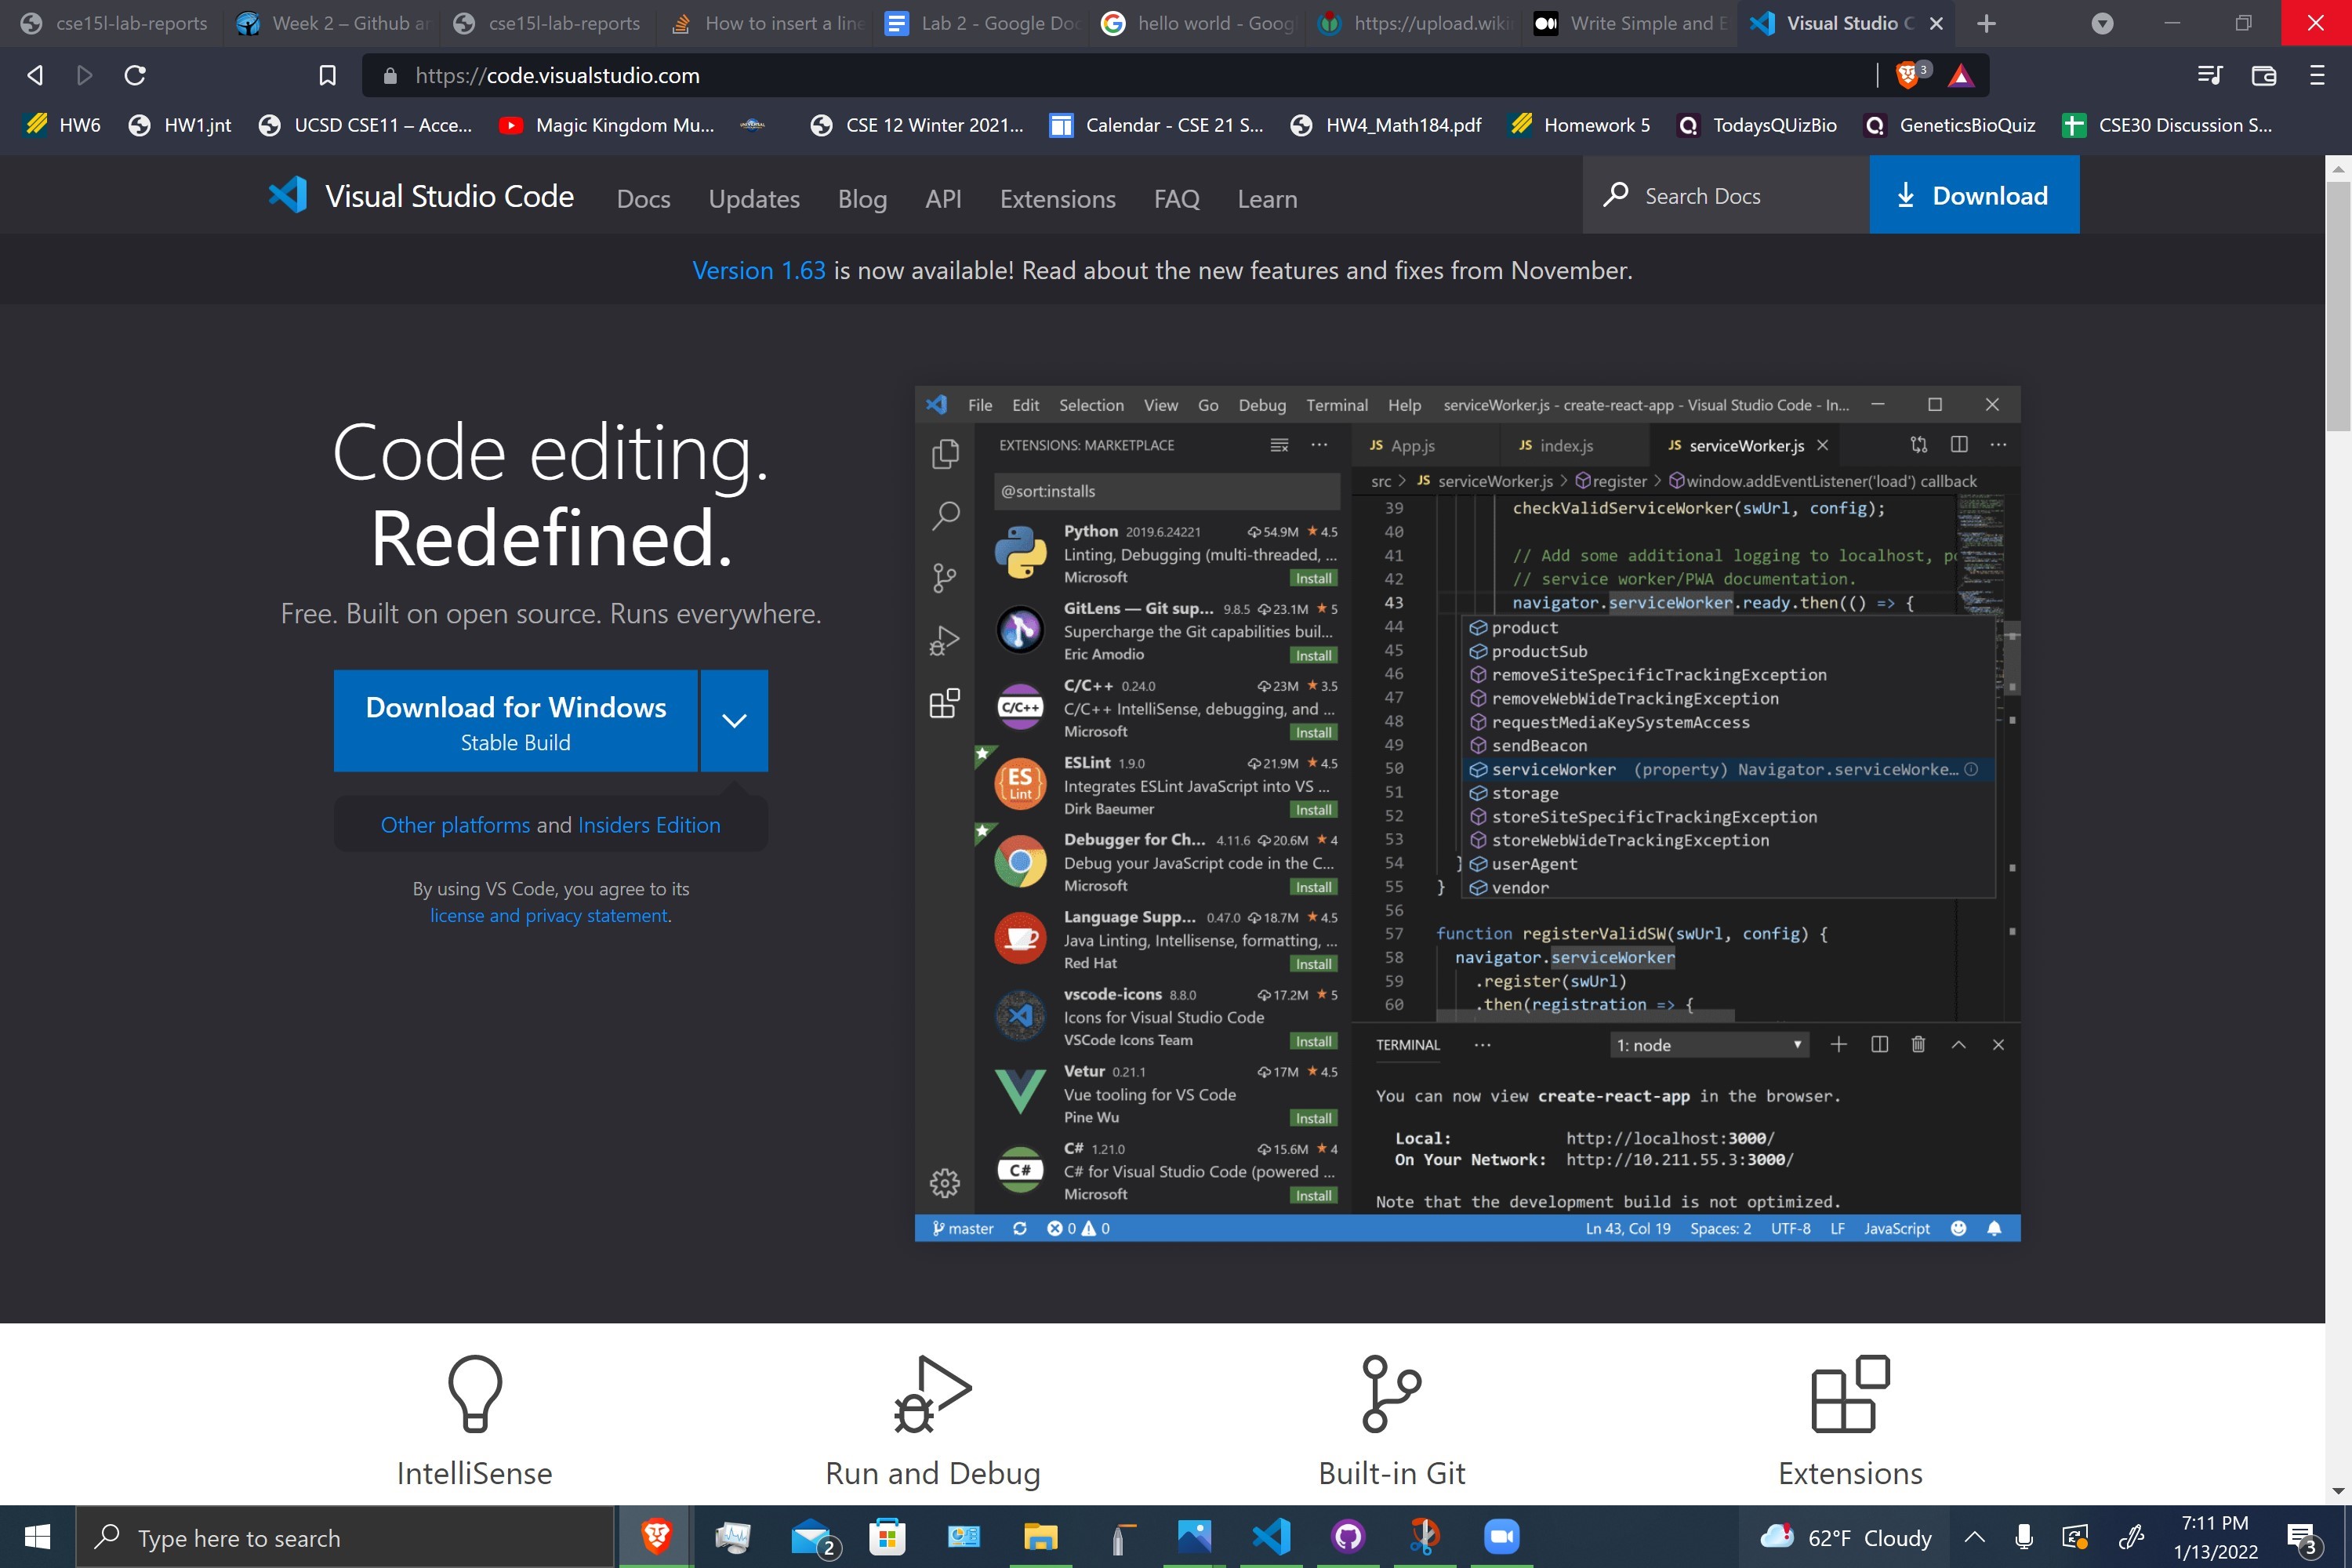 cse15l-lab-reports
Week 2 – Github ar
cse15l-lab-reports
How to insert a line
Lab 2 - Google Doc
hello world - Goog
https://upload.wiki
Write Simple and E
Visual Studio C
https://code.visualstudio.com
3
HW6
HW1.jnt
UCSD CSE11 – Acce...
Magic Kingdom Mu...
CSE 12 Winter 2021...
Calendar - CSE 21 S...
HW4_Math184.pdf
Homework 5
TodaysQUizBio
GeneticsBioQuiz
CSE30 Discussion S...
Visual Studio Code
Docs
Updates
Blog
API
Extensions
FAQ
Learn
Search Docs
Download
Version 1.63 is now available! Read about the new features and fixes from November.
Code editing.
Redefined.
Free. Built on open source. Runs everywhere.
Download for Windows
Stable Build
Other platforms and Insiders Edition
By using VS Code, you agree to its
license and privacy statement.
File Edit Selection View Go Debug Terminal Help serviceWorker.js - create-react-app - Visual Studio Code - In...
EXTENSIONS: MARKETPLACE
@sort:installs
Python 2019.6.24221 54.9M ★ 4.5
Linting, Debugging (multi-threaded, ...
Microsoft Install
GitLens — Git sup... 9.8.5 23.1M ★ 5
Supercharge the Git capabilities buil...
Eric Amodio Install
C/C++
C/C++ 0.24.0 23M ★ 3.5
C/C++ IntelliSense, debugging, and ...
Microsoft Install
ES
Lint
ESLint 1.9.0 21.9M ★ 4.5
Integrates ESLint JavaScript into VS ...
Dirk Baeumer Install
Debugger for Ch... 4.11.6 20.6M ★ 4
Debug your JavaScript code in the C...
Microsoft Install
Language Supp... 0.47.0 18.7M ★ 4.5
Java Linting, Intellisense, formatting, ...
Red Hat Install
vscode-icons 8.8.0 17.2M ★ 5
Icons for Visual Studio Code
VSCode Icons Team Install
Vetur 0.21.1 17M ★ 4.5
Vue tooling for VS Code
Pine Wu Install
C#
C# 1.21.0 15.6M ★ 4
C# for Visual Studio Code (powered ...
Microsoft Install
JS App.js
JS index.js
JS serviceWorker.js
src > JS serviceWorker.js > register > window.addEventListener('load') callback
39 checkValidServiceWorker(swUrl, config);
40
41 // Add some additional logging to localhost, po
42 // service worker/PWA documentation.
43 navigator.serviceWorker.ready.then(() => {
44 product
45 productSub
46 removeSiteSpecificTrackingException
47 removeWebWideTrackingException
48 requestMediaKeySystemAccess
49 sendBeacon
50 serviceWorker (property) Navigator.serviceWorke...
51 storage
52 storeSiteSpecificTrackingException
53 storeWebWideTrackingException
54 } userAgent
55 } vendor
56
57 function registerValidSW(swUrl, config) {
58 navigator.serviceWorker
59 .register(swUrl)
60 .then(registration => {
TERMINAL ... 1: node
You can now view create-react-app in the browser.
Local: http://localhost:3000/
On Your Network: http://10.211.55.3:3000/
Note that the development build is not optimized.
master 0 0 Ln 43, Col 19 Spaces: 2 UTF-8 LF JavaScript
IntelliSense
Run and Debug
Built-in Git
Extensions
Type here to search
2
62°F Cloudy
7:11 PM
1/13/2022
3